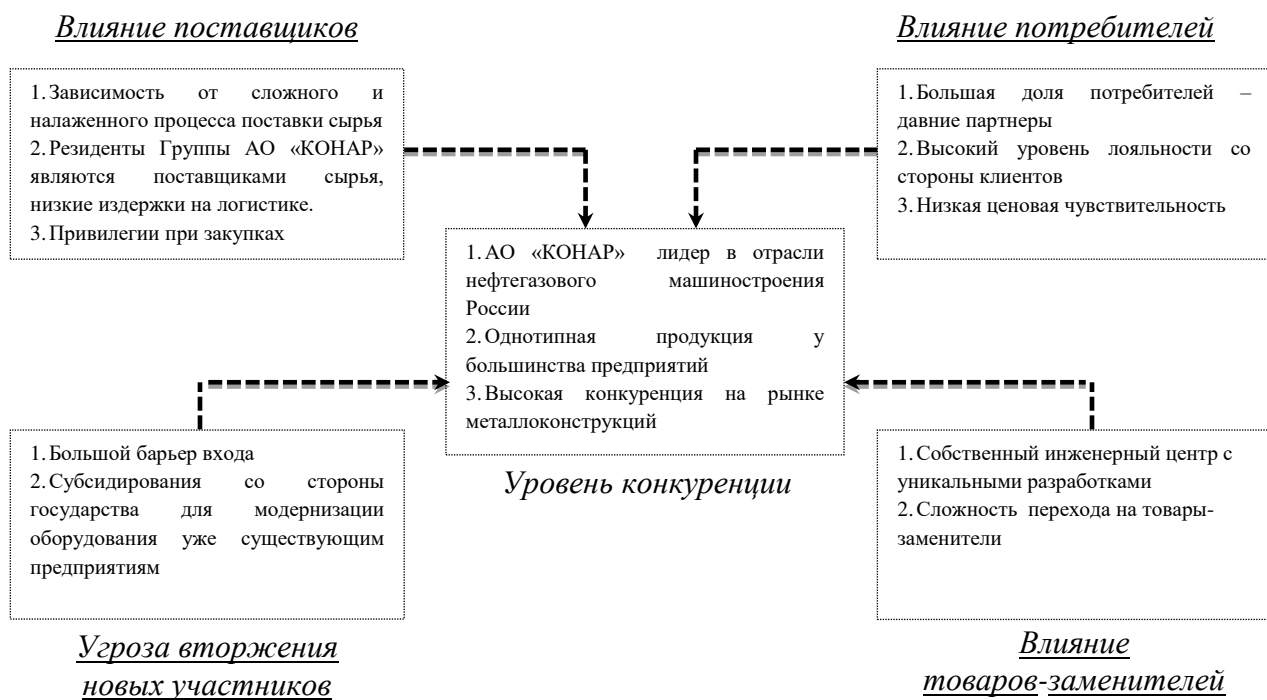 Влияние поставщиков
1. Зависимость от сложного и
налаженного процесса поставки сырья
2. Резиденты Группы АО «КОНАР»
являются поставщиками сырья,
низкие издержки на логистике.
3. Привилегии при закупках
Влияние потребителей
1. Большая доля потребителей –
давние партнеры
2. Высокий уровень лояльности со
стороны клиентов
3. Низкая ценовая чувствительность
1. АО «КОНАР» лидер в отрасли
нефтегазового машиностроения
России
2. Однотипная продукция у
большинства предприятий
3. Высокая конкуренция на рынке
металлоконструкций
Уровень конкуренции
1. Большой барьер входа
2. Субсидирования со стороны
государства для модернизации
оборудования уже существующим
предприятиям
Угроза вторжения
новых участников
1. Собственный инженерный центр с
уникальными разработками
2. Сложность перехода на товары-
заменители
Влияние
товаров-заменителей